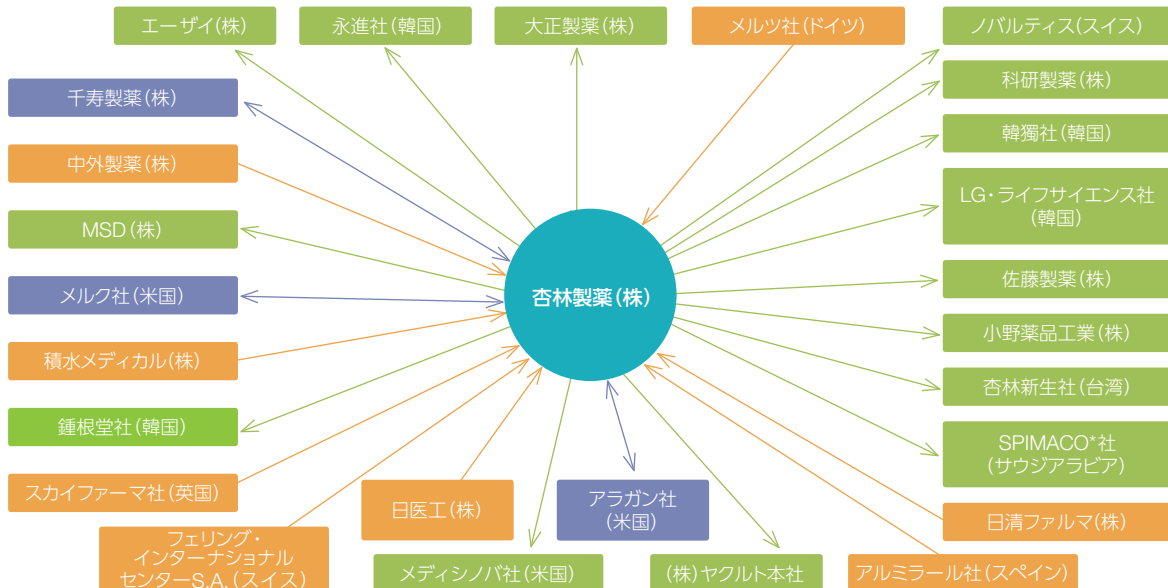 エーザイ(株)
永進社(韓国)
大正製薬(株)
メルツ社(ドイツ)
ノバルティス(スイス)
千寿製薬(株)
科研製薬(株)
中外製薬(株)
韓獨社(韓国)
MSD(株)
LG・ライフサイエンス社
(韓国)
メルク社(米国)
杏林製薬(株)
佐藤製薬(株)
積水メディカル(株)
小野薬品工業(株)
杏林新生社(台湾)
鍾根堂社(韓国)
SPIMACO*社
(サウジアラビア)
スカイファーマ社(英国)
日医工(株)
アラガン社
(米国)
日清ファルマ(株)
フェリング・
インターナショナル
センターS.A.(スイス)
メディシノバ社(米国)
(株)ヤクルト本社
アルミラール社(スペイン)